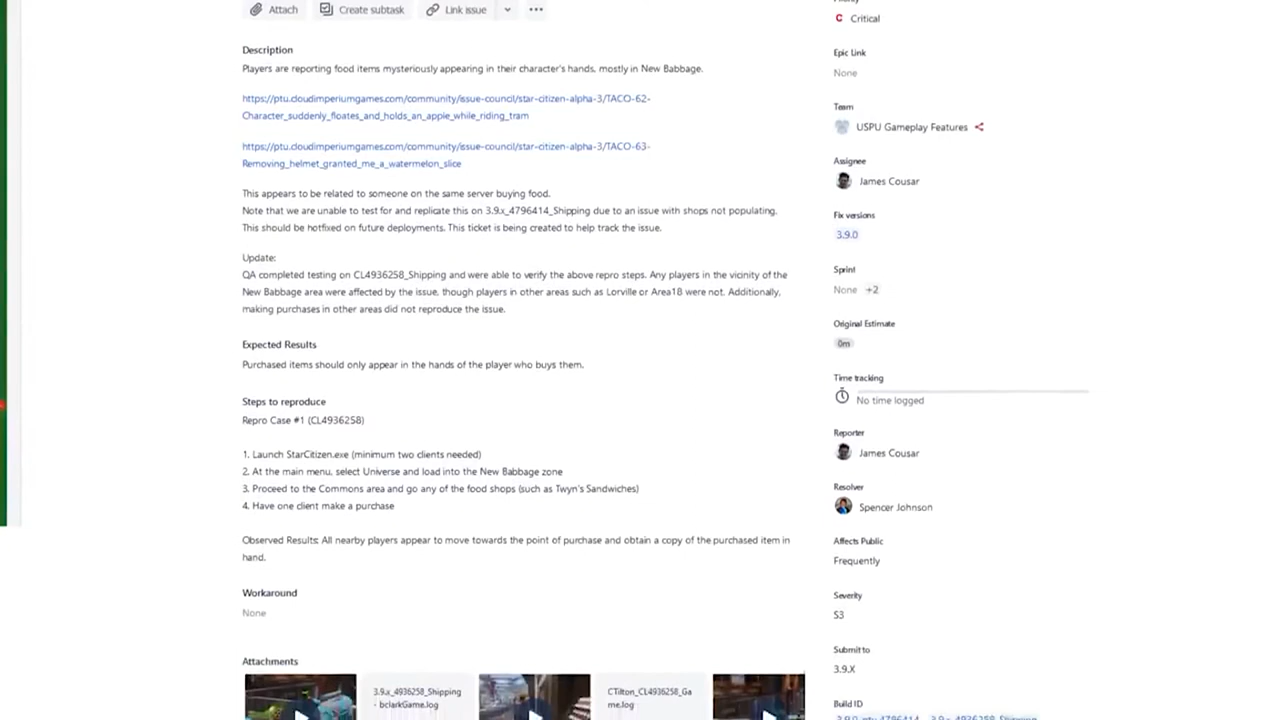 Attach
Create subtask
Link issue
Description
Players are reporting food items mysteriously appearing in their character's hands, mostly in New Babbage.
https://ptu.cloudimperiumgames.com/community/issue-council/star-citizen-alpha-3/TACO-62-
Character_suddenly_floates_and_holds_an_apple_while_riding_tram
https://ptu.cloudimperiumgames.com/community/issue-council/star-citizen-alpha-3/TACO-63-
Removing_helmet_granted_me_a_watermelon_slice
This appears to be related to someone on the same server buying food.
Note that we are unable to test for and replicate this on 3.9.x_4796414_Shipping due to an issue with shops not populating.
This should be hotfixed on future deployments. This ticket is being created to help track the issue.
Update:
QA completed testing on CL4936258_Shipping and were able to verify the above repro steps. Any players in the vicinity of the
New Babbage area were affected by the issue, though players in other areas such as Lorville or Area18 were not. Additionally,
making purchases in other areas did not reproduce the issue.
Expected Results
Purchased items should only appear in the hands of the player who buys them.
Steps to reproduce
Repro Case #1 (CL4936258)
1. Launch StarCitizen.exe (minimum two clients needed)
2. At the main menu, select Universe and load into the New Babbage zone
3. Proceed to the Commons area and go any of the food shops (such as Twyn's Sandwiches)
4. Have one client make a purchase
Observed Results: All nearby players appear to move towards the point of purchase and obtain a copy of the purchased item in
hand.
Workaround
None
Attachments
3.9.x_4936258_Shipping
- bclarkGame.log
CTilton_CL4936258_Ga
me.log
C Critical
Epic Link
None
Team
USPU Gameplay Features
Assignee
James Cousar
Fix versions
3.9.0
Sprint
None +2
Original Estimate
0m
Time tracking
No time logged
Reporter
James Cousar
Resolver
Spencer Johnson
Affects Public
Frequently
Severity
S3
Submit to
3.9.X
Build ID